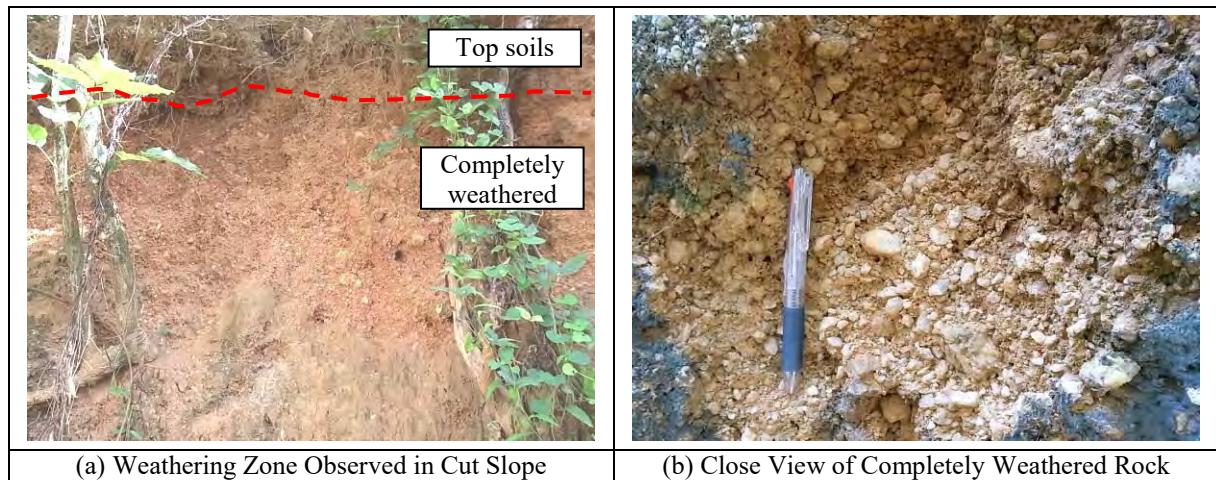 Top soils
Completely
weathered
(a) Weathering Zone Observed in Cut Slope
(b) Close View of Completely Weathered Rock